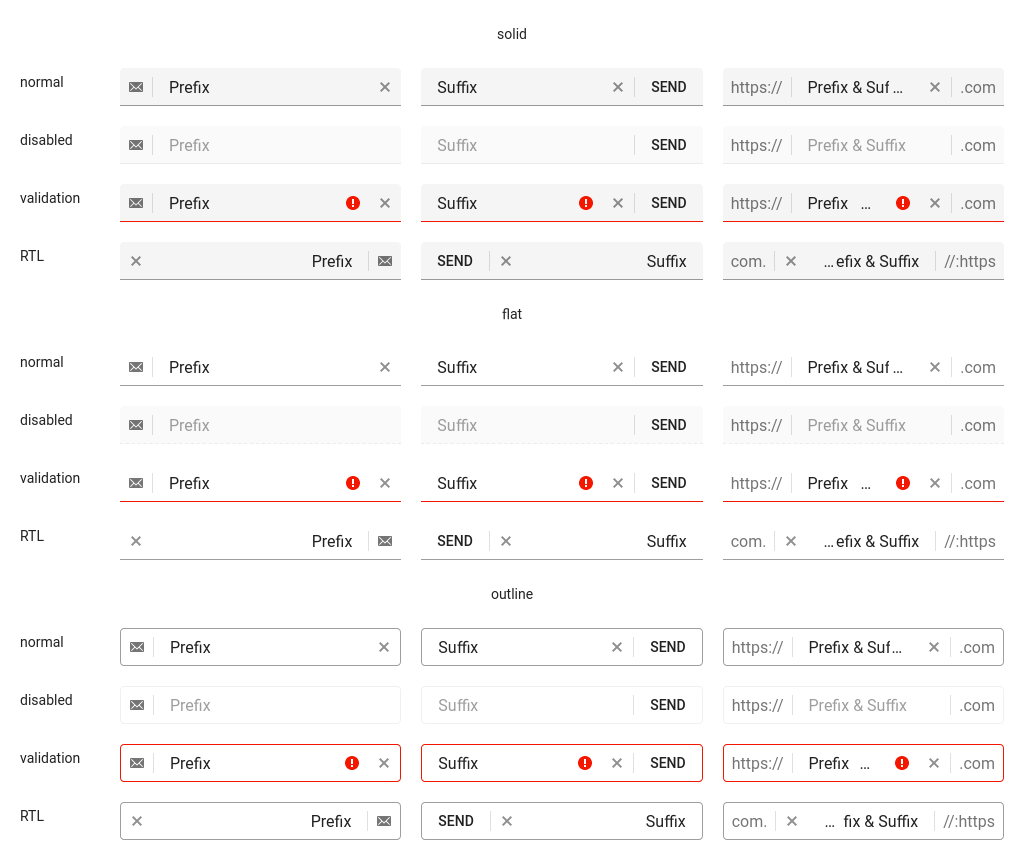 solid
normal Prefix Suffix SEND https:// Prefix & Suf ... .com
disabled Prefix Suffix SEND https:// Prefix & Suffix .com
validation Prefix Suffix SEND https:// Prefix ... .com
RTL Prefix SEND Suffix com. ... efix & Suffix //:https
flat
normal Prefix Suffix SEND https:// Prefix & Suf ... .com
disabled Prefix Suffix SEND https:// Prefix & Suffix .com
validation Prefix Suffix SEND https:// Prefix ... .com
RTL Prefix SEND Suffix com. ... efix & Suffix //:https
outline
normal Prefix Suffix SEND https:// Prefix & Suf... .com
disabled Prefix Suffix SEND https:// Prefix & Suffix .com
validation Prefix Suffix SEND https:// Prefix ... .com
RTL Prefix SEND Suffix com. ... fix & Suffix //:https